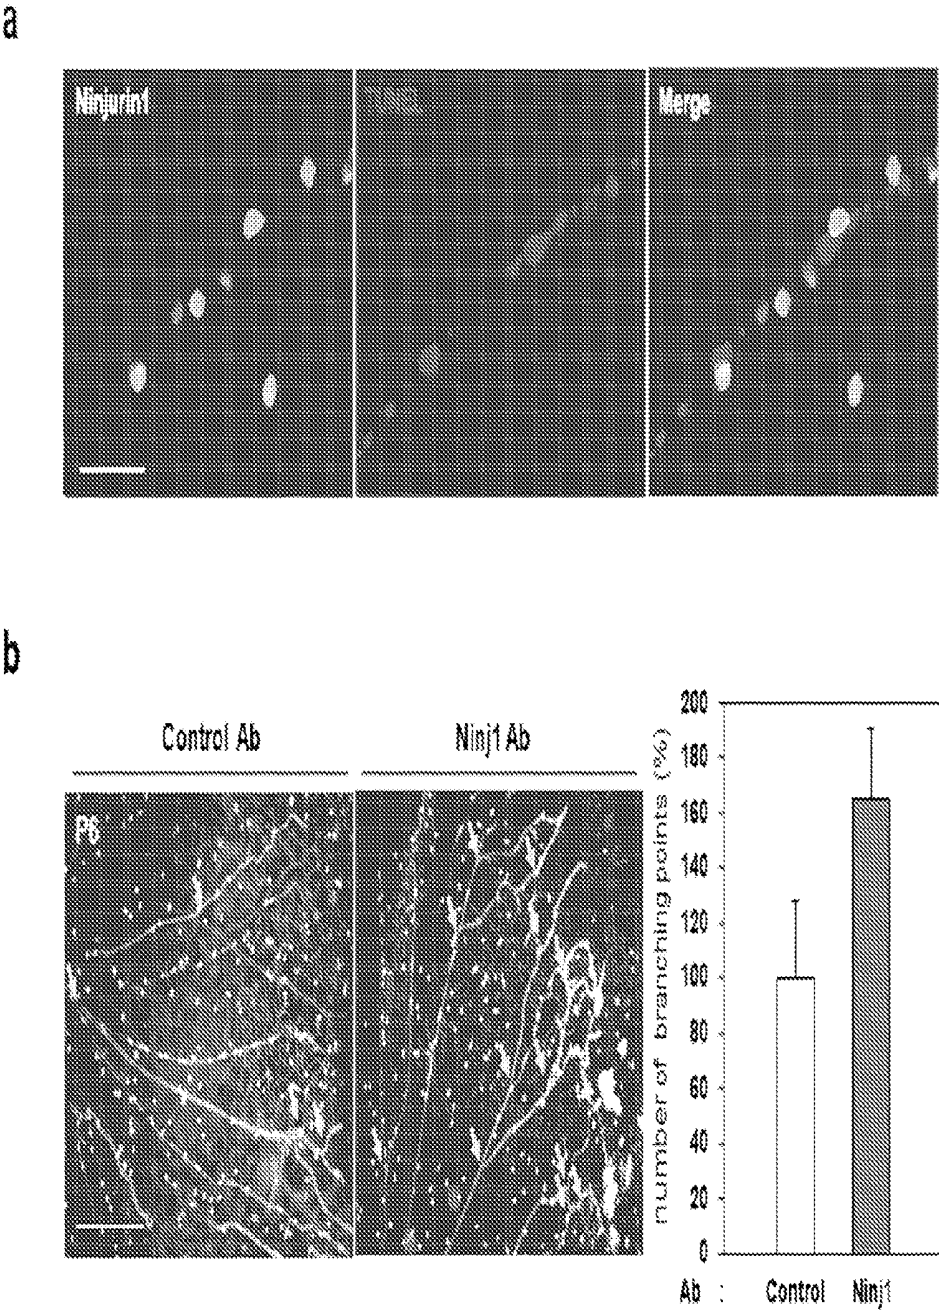 a
Ninjurin1
Merge
b
Control Ab
Ninj1 Ab
P6
number of branching points (%)
200
180
160
140
120
100
80
60
40
20
0
Ab : Control Ninj1